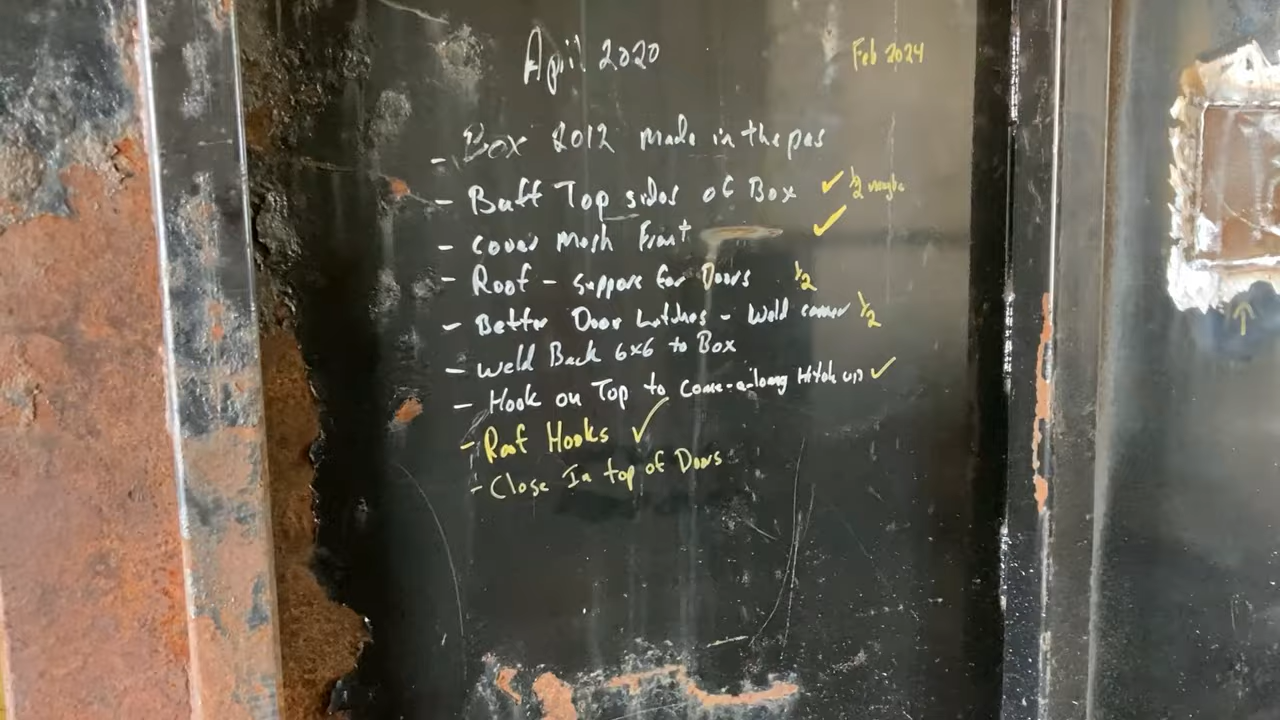 April 2020
Feb 2024
- Box 2012 made in the pas
- Buff Top sides of Box ✓ 1/2 maybe
- cover mesh Front ✓
- Roof - support for Doors 1/2
- Better Door Latches - Weld corner 1/2
- Weld Back 6x6 to Box
- Hook on Top to Come-a-long Hitch up ✓
- Roof Hooks ✓
- Close In top of Doors